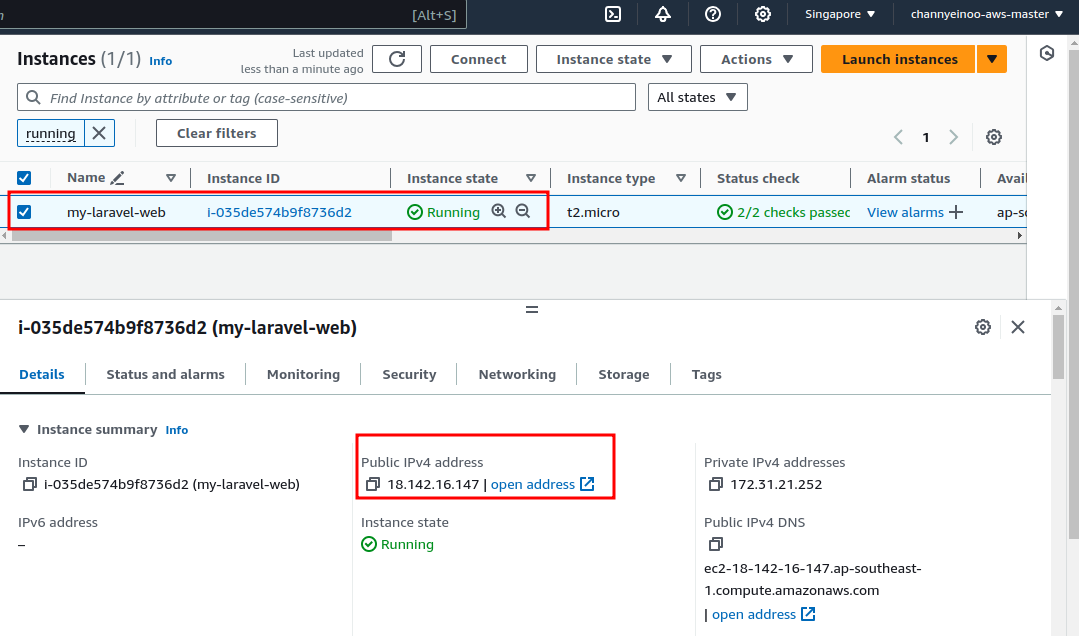 [Alt+S] Singapore channyeinoo-aws-master
Instances (1/1) Info Last updated less than a minute ago Connect Instance state Actions Launch instances
Find Instance by attribute or tag (case-sensitive) All states
running Clear filters 1
Name Instance ID Instance state Instance type Status check Alarm status Avai
my-laravel-web i-035de574b9f8736d2 Running t2.micro 2/2 checks passec View alarms ap-so
i-035de574b9f8736d2 (my-laravel-web)
Details Status and alarms Monitoring Security Networking Storage Tags
Instance summary Info
Instance ID Public IPv4 address Private IPv4 addresses
i-035de574b9f8736d2 (my-laravel-web) 18.142.16.147 | open address 172.31.21.252
IPv6 address Instance state Public IPv4 DNS
– Running
ec2-18-142-16-147.ap-southeast-
1.compute.amazonaws.com
| open address